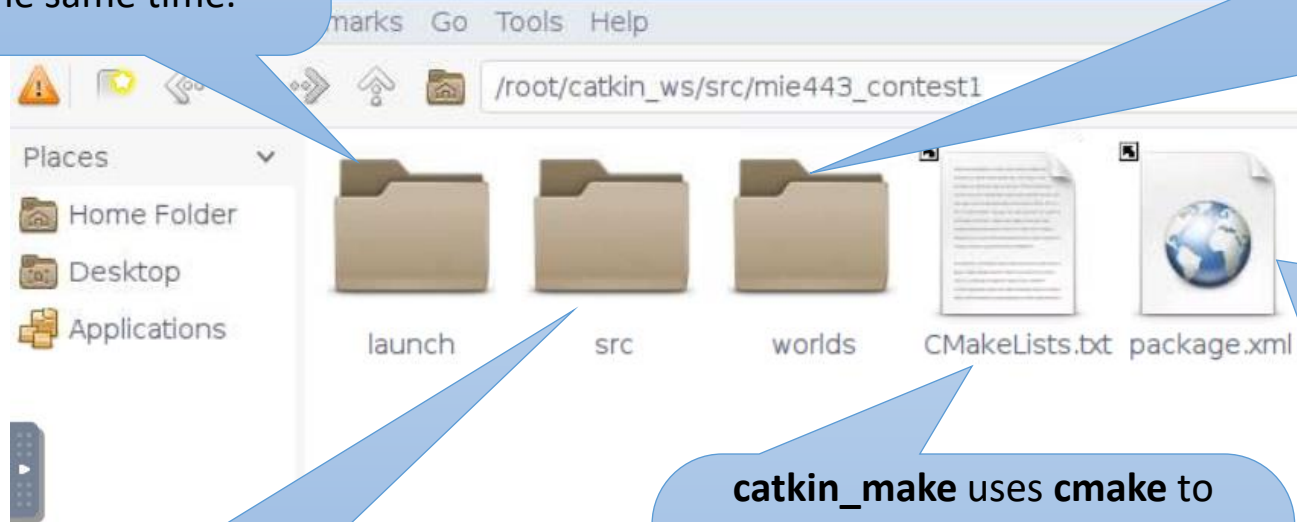 ne same time.
marks Go Tools Help
/root/catkin_ws/src/mie443_contest1
Places
Home Folder
Desktop
Applications
launch src worlds CMakeLists.txt package.xml
catkin_make uses cmake to